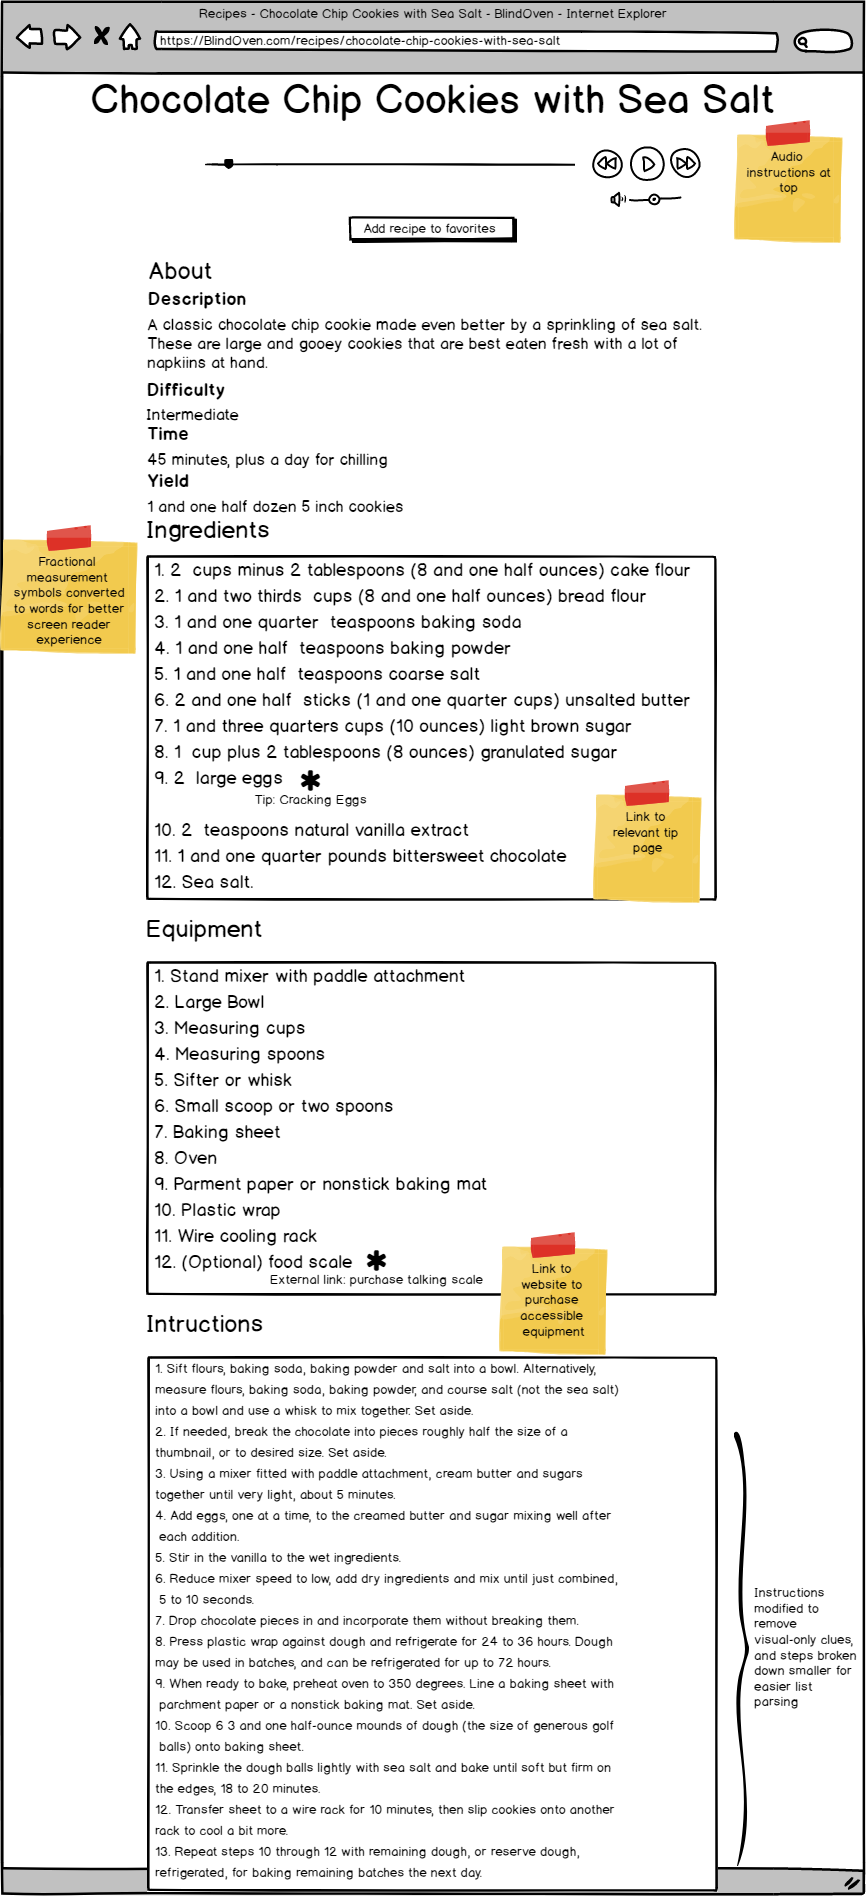 Recipes - Chocolate Chip Cookies with Sea Salt - BlindOven - Internet Explorer
https://BlindOven.com/recipes/chocolate-chip-cookies-with-sea-salt
Chocolate Chip Cookies with Sea Salt
Audio
instructions at
top
Add recipe to favorites
About
Description
A classic chocolate chip cookie made even better by a sprinkling of sea salt.
These are large and gooey cookies that are best eaten fresh with a lot of
napkiins at hand.
Difficulty
Intermediate
Time
45 minutes, plus a day for chilling
Yield
1 and one half dozen 5 inch cookies
Ingredients
Fractional
measurement
symbols converted
to words for better
screen reader
experience
1. 2 cups minus 2 tablespoons (8 and one half ounces) cake flour
2. 1 and two thirds cups (8 and one half ounces) bread flour
3. 1 and one quarter teaspoons baking soda
4. 1 and one half teaspoons baking powder
5. 1 and one half teaspoons coarse salt
6. 2 and one half sticks (1 and one quarter cups) unsalted butter
7. 1 and three quarters cups (10 ounces) light brown sugar
8. 1 cup plus 2 tablespoons (8 ounces) granulated sugar
9. 2 large eggs
Tip: Cracking Eggs
10. 2 teaspoons natural vanilla extract
11. 1 and one quarter pounds bittersweet chocolate
12. Sea salt.
Link to
relevant tip
page
Equipment
1. Stand mixer with paddle attachment
2. Large Bowl
3. Measuring cups
4. Measuring spoons
5. Sifter or whisk
6. Small scoop or two spoons
7. Baking sheet
8. Oven
9. Parment paper or nonstick baking mat
10. Plastic wrap
11. Wire cooling rack
12. (Optional) food scale
External link: purchase talking scale
Link to
website to
purchase
accessible
equipment
Intructions
1. Sift flours, baking soda, baking powder and salt into a bowl. Alternatively,
measure flours, baking soda, baking powder, and course salt (not the sea salt)
into a bowl and use a whisk to mix together. Set aside.
2. If needed, break the chocolate into pieces roughly half the size of a
thumbnail, or to desired size. Set aside.
3. Using a mixer fitted with paddle attachment, cream butter and sugars
together until very light, about 5 minutes.
4. Add eggs, one at a time, to the creamed butter and sugar mixing well after
each addition.
5. Stir in the vanilla to the wet ingredients.
6. Reduce mixer speed to low, add dry ingredients and mix until just combined,
5 to 10 seconds.
7. Drop chocolate pieces in and incorporate them without breaking them.
8. Press plastic wrap against dough and refrigerate for 24 to 36 hours. Dough
may be used in batches, and can be refrigerated for up to 72 hours.
9. When ready to bake, preheat oven to 350 degrees. Line a baking sheet with
parchment paper or a nonstick baking mat. Set aside.
10. Scoop 6 3 and one half-ounce mounds of dough (the size of generous golf
balls) onto baking sheet.
11. Sprinkle the dough balls lightly with sea salt and bake until soft but firm on
the edges, 18 to 20 minutes.
12. Transfer sheet to a wire rack for 10 minutes, then slip cookies onto another
rack to cool a bit more.
13. Repeat steps 10 through 12 with remaining dough, or reserve dough,
refrigerated, for baking remaining batches the next day.
Instructions
modified to
remove
visual-only clues,
and steps broken
down smaller for
easier list
parsing